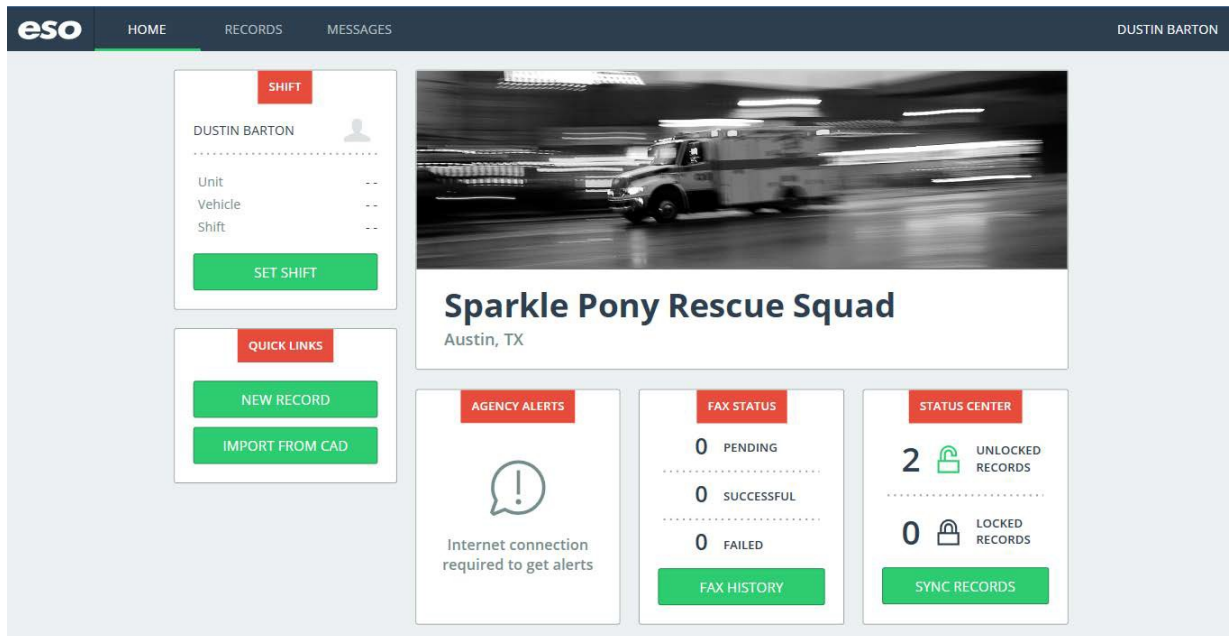 eso
HOME
RECORDS
MESSAGES
DUSTIN BARTON
SHIFT
DUSTIN BARTON
Unit - -
Vehicle - -
Shift - -
SET SHIFT
QUICK LINKS
NEW RECORD
IMPORT FROM CAD
Sparkle Pony Rescue Squad
Austin, TX
AGENCY ALERTS
!
Internet connection
required to get alerts
FAX STATUS
0 PENDING
0 SUCCESSFUL
0 FAILED
FAX HISTORY
STATUS CENTER
2 UNLOCKED
RECORDS
0 LOCKED
RECORDS
SYNC RECORDS